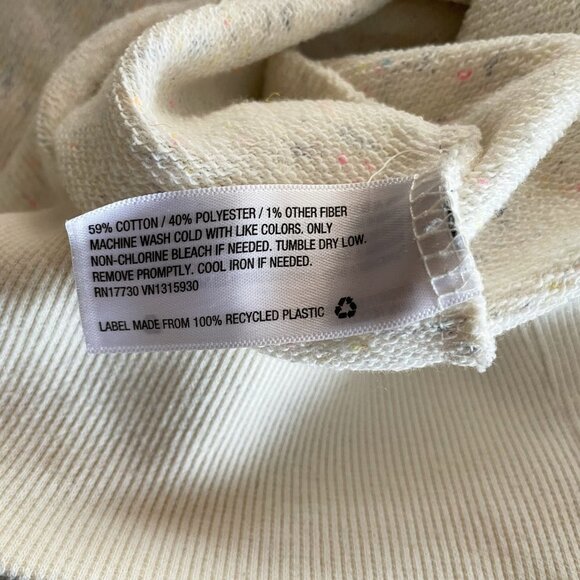 59% COTTON / 40% POLYESTER / 1% OTHER FIBER
MACHINE WASH COLD WITH LIKE COLORS. ONLY
NON-CHLORINE BLEACH IF NEEDED. TUMBLE DRY LOW.
REMOVE PROMPTLY. COOL IRON IF NEEDED.
RN17730 VN1315930
LABEL MADE FROM 100% RECYCLED PLASTIC